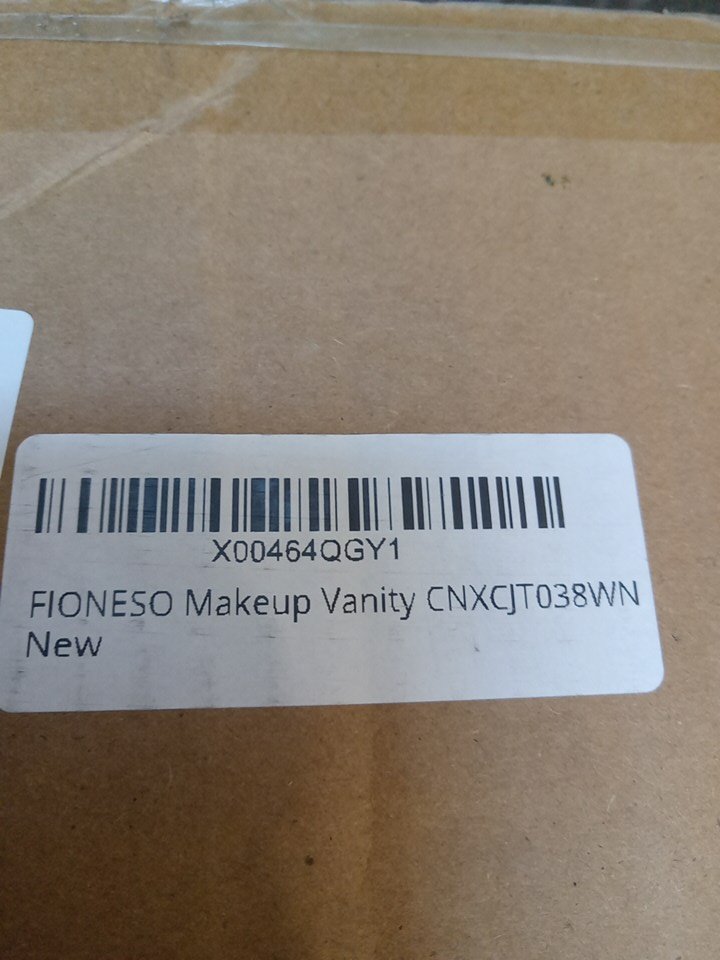 X00464QGY1
FIONESO Makeup Vanity CNXCJT038WN
New